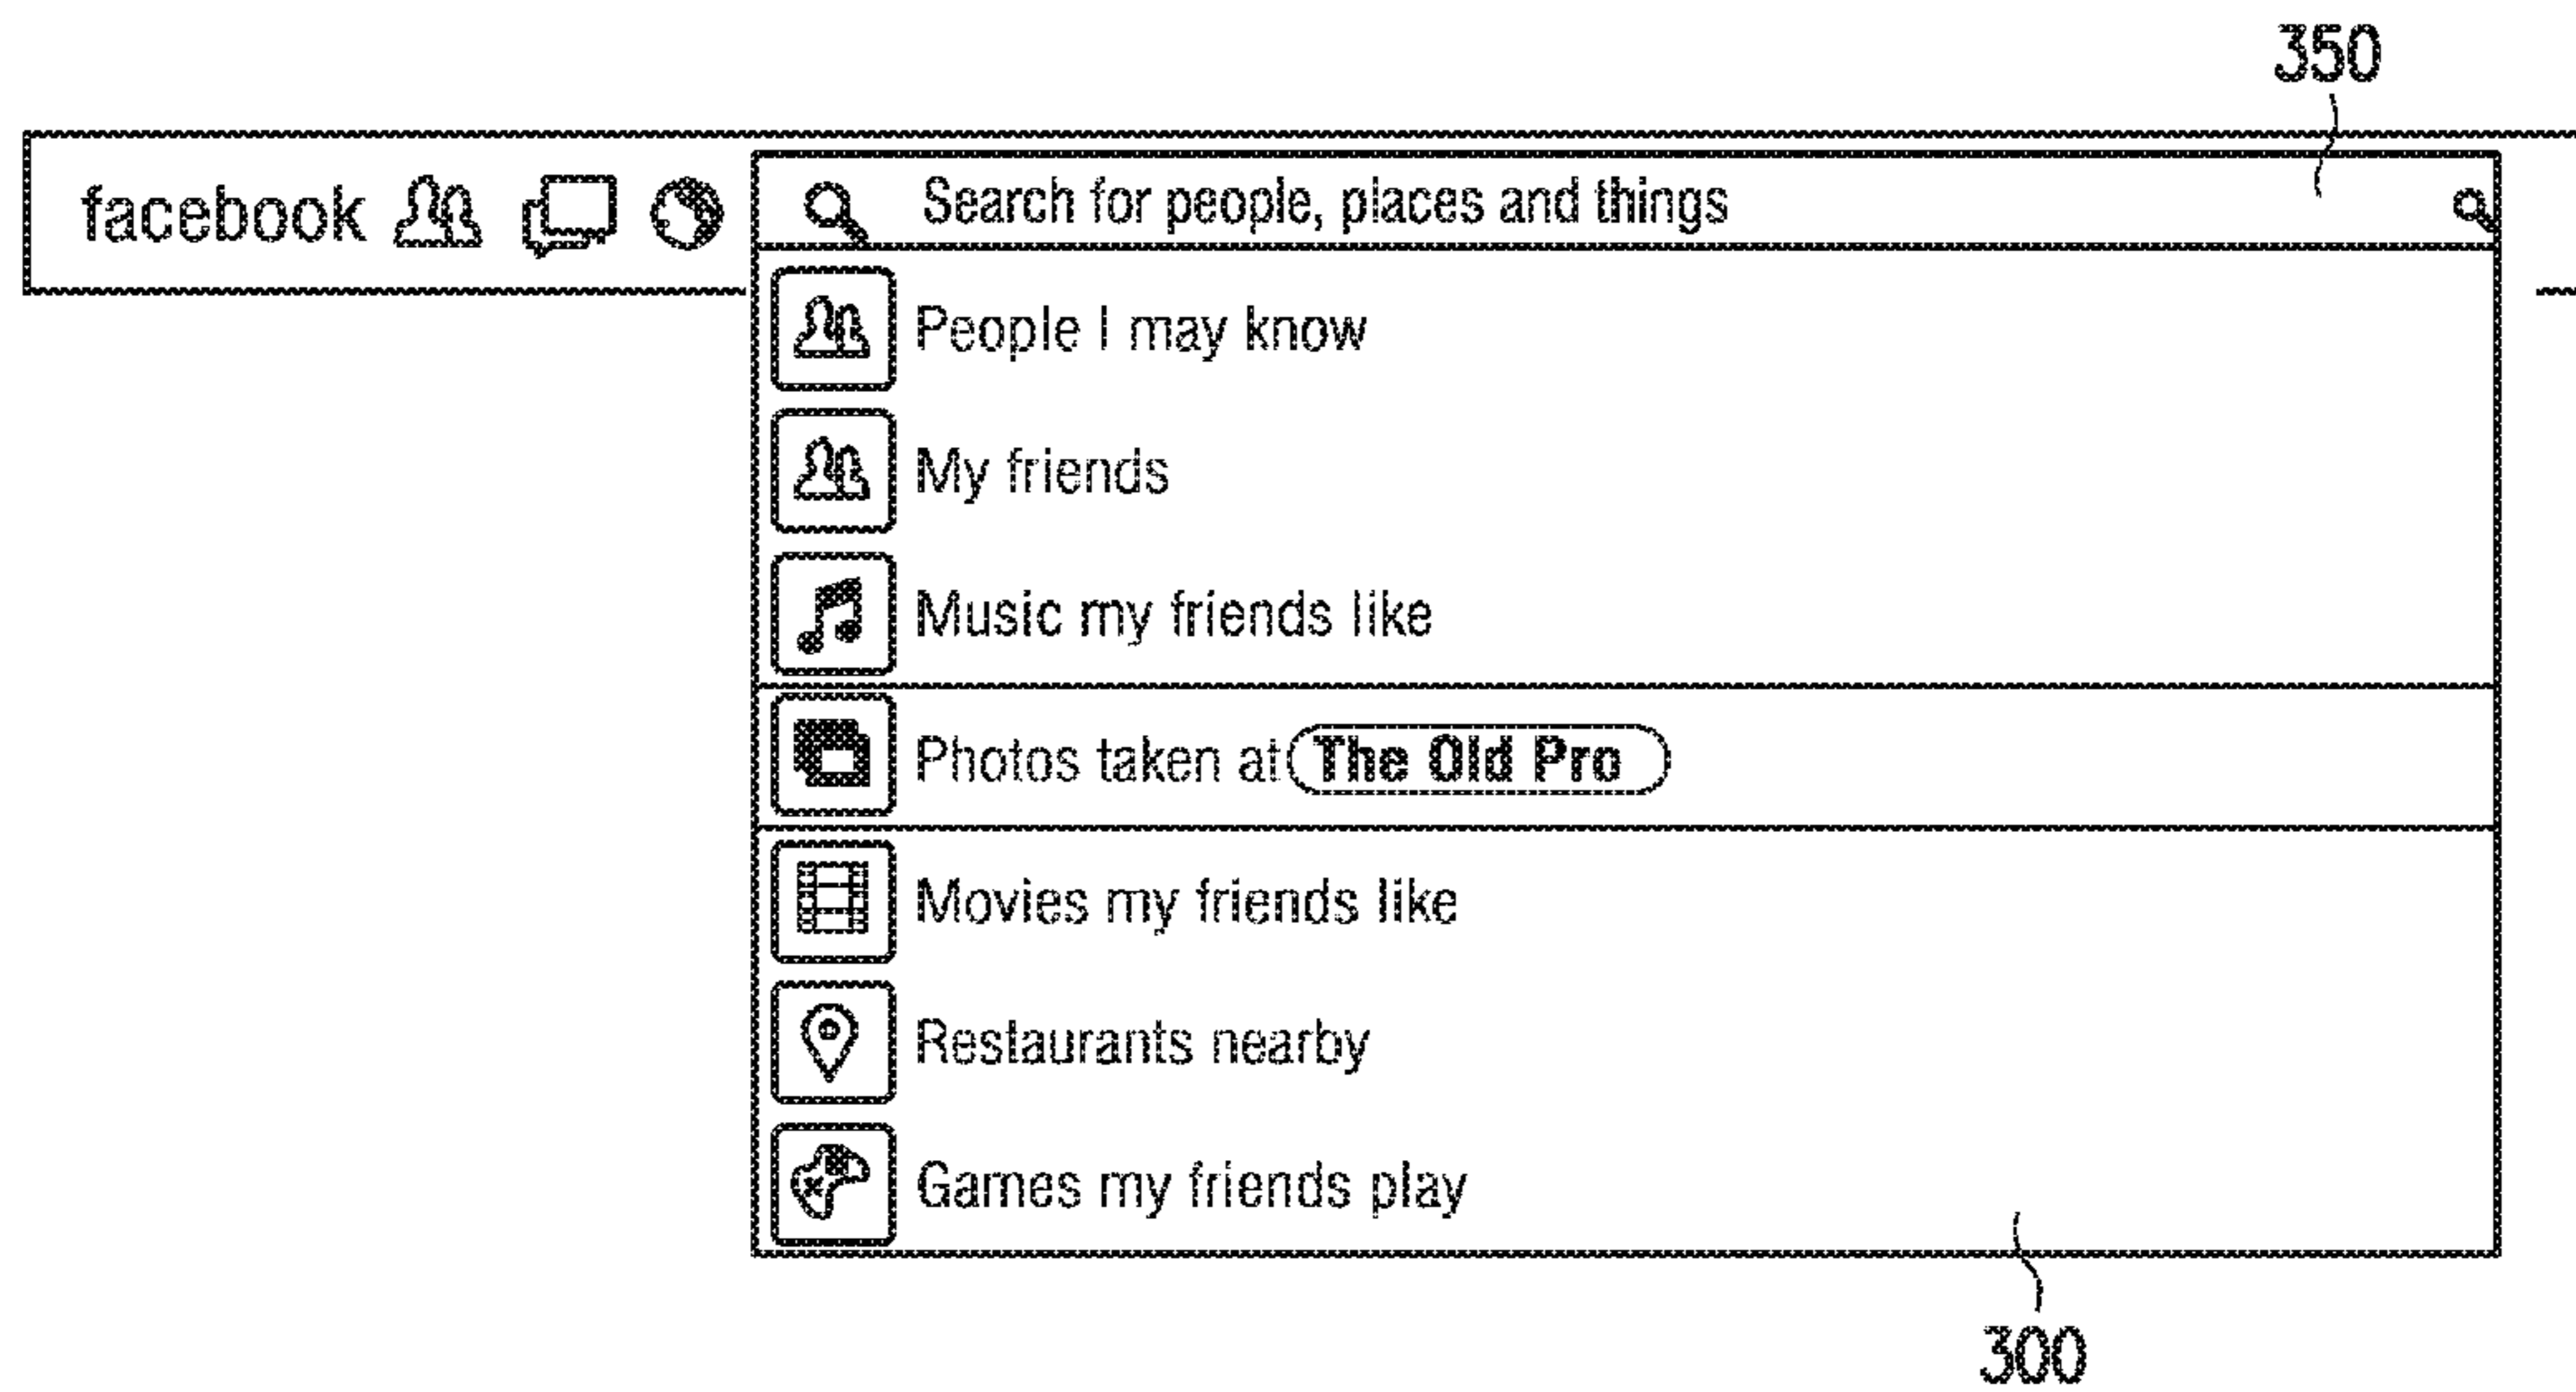 350
facebook
Search for people, places and things
People I may know
My friends
Music my friends like
Photos taken at The Old Pro
Movies my friends like
Restaurants nearby
Games my friends play
300